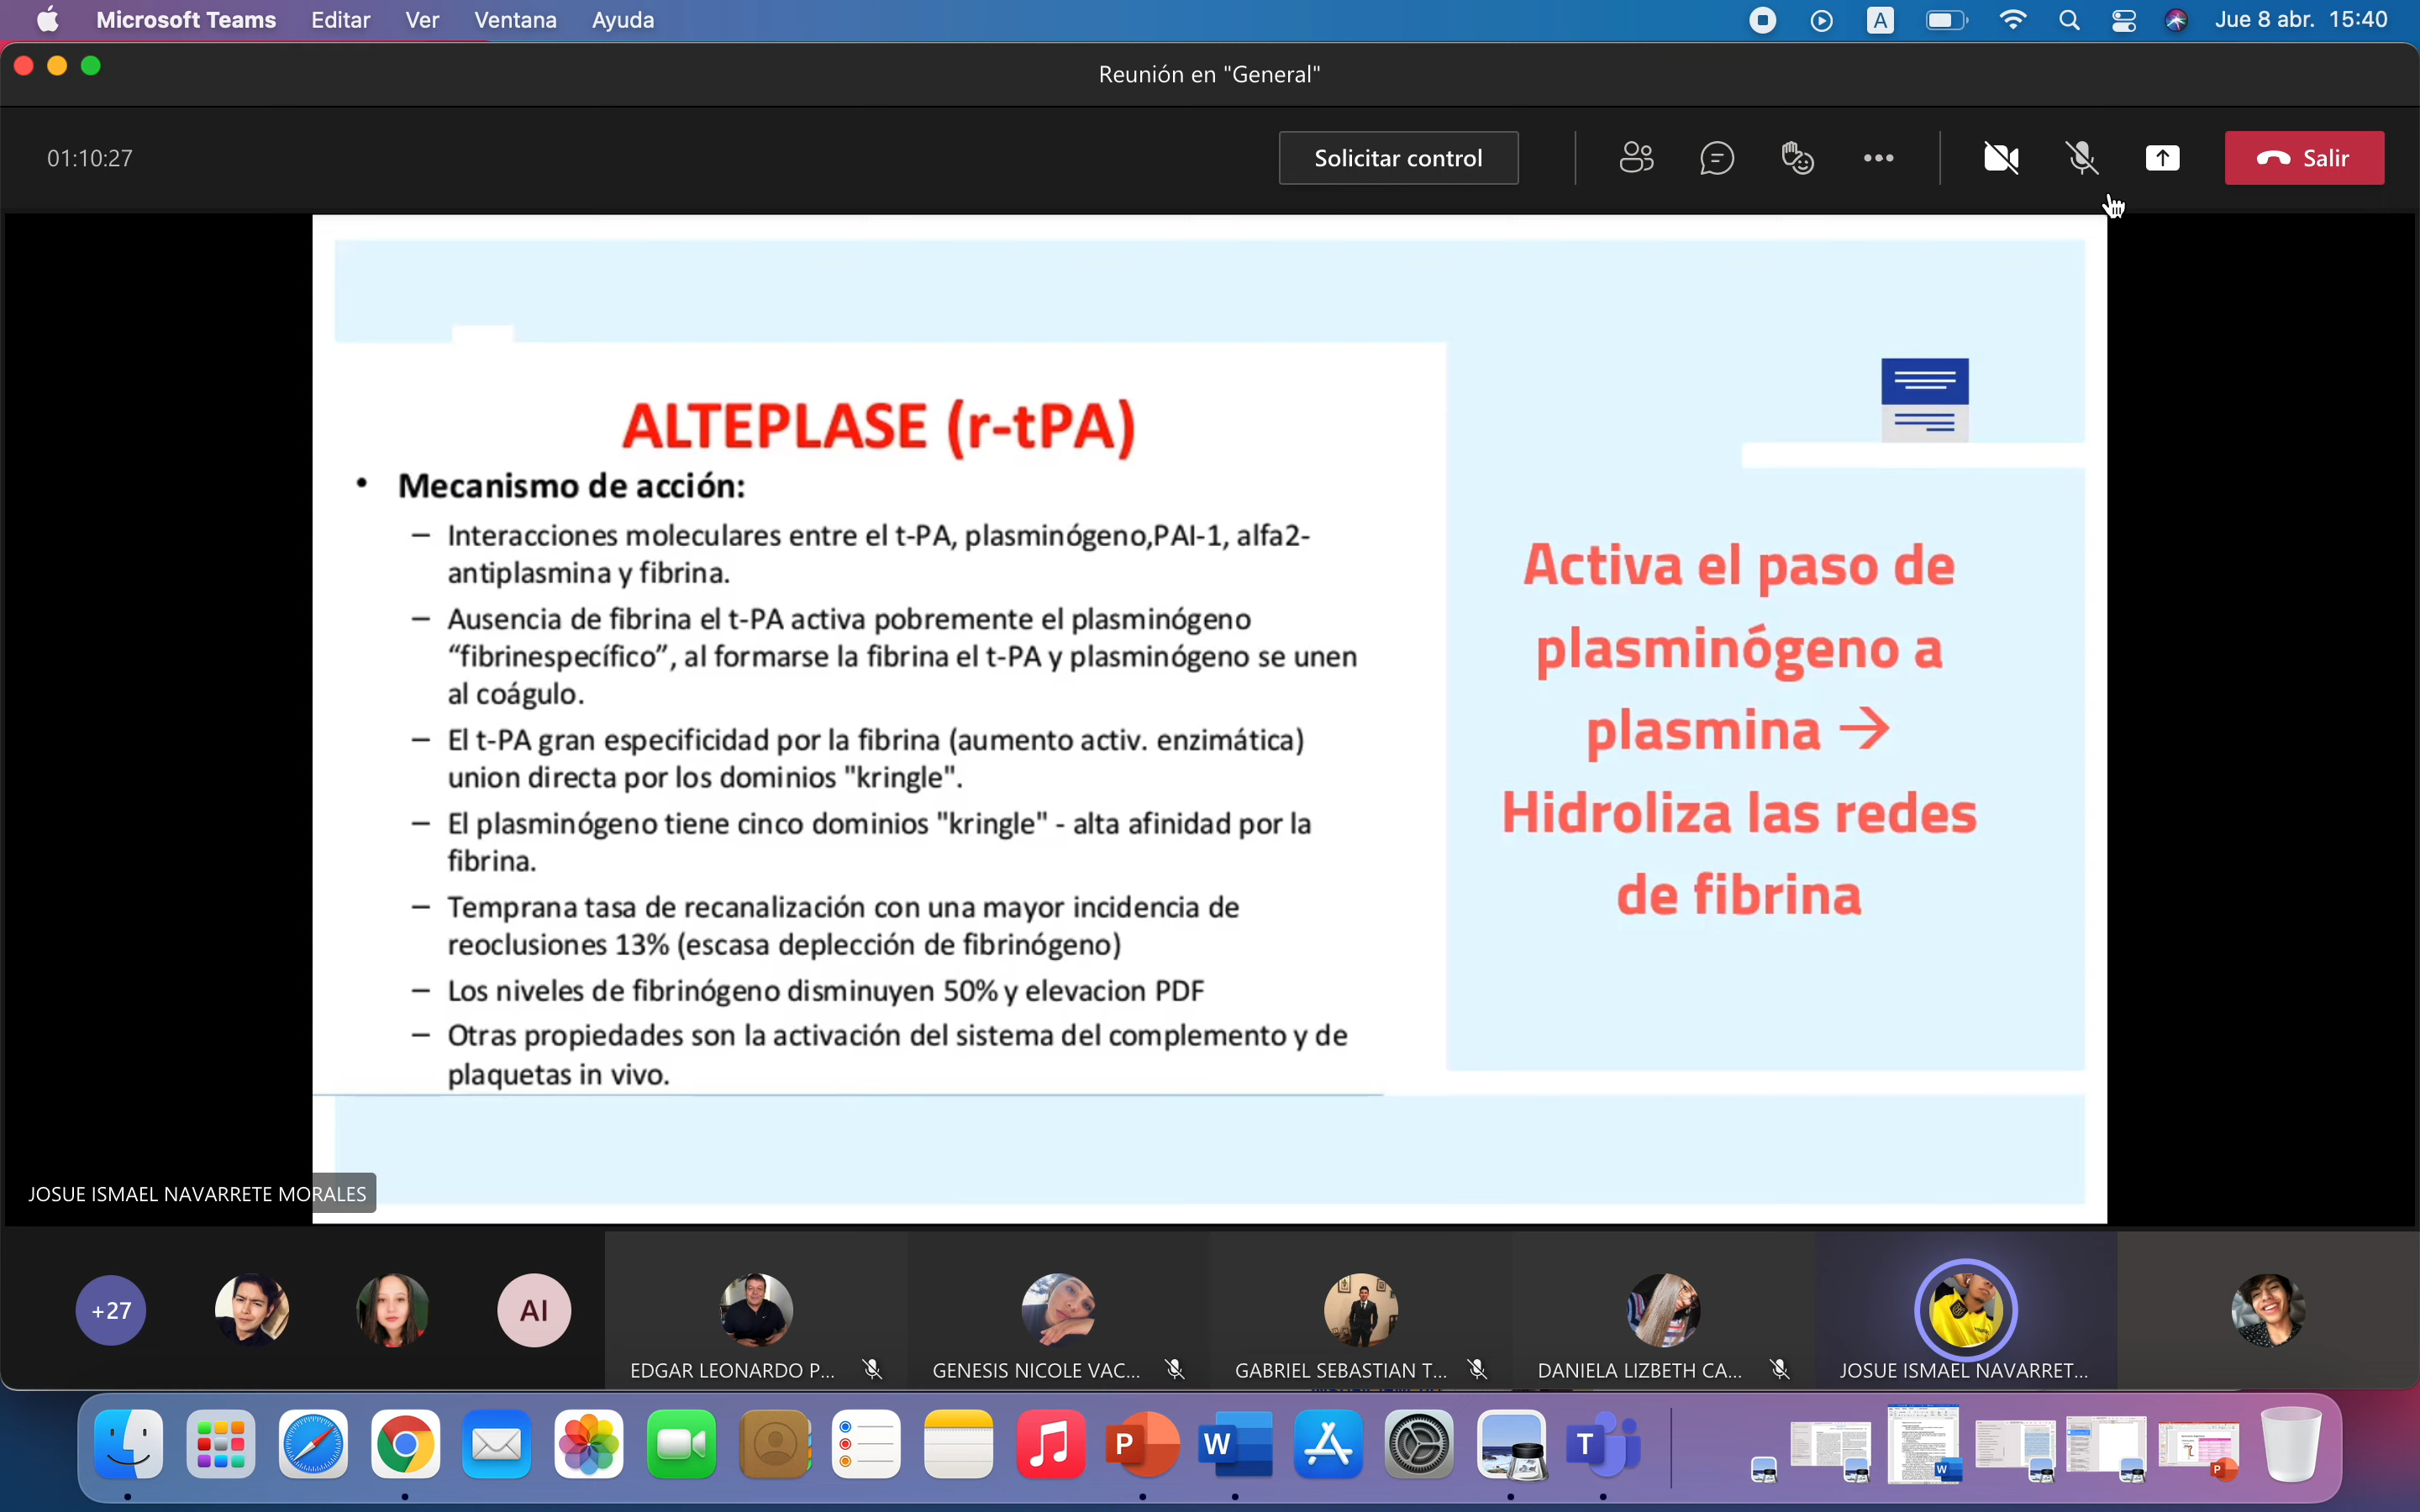 Microsoft Teams Editar Ver Ventana Ayuda A Jue 8 abr. 15:40
Reunión en "General"
01:10:27 Solicitar control Salir
ALTEPLASE (r-tPA)
• Mecanismo de acción:
– Interacciones moleculares entre el t-PA, plasminógeno,PAI-1, alfa2-
antiplasmina y fibrina.
– Ausencia de fibrina el t-PA activa pobremente el plasminógeno
“fibrinespecífico”, al formarse la fibrina el t-PA y plasminógeno se unen
al coágulo.
– El t-PA gran especificidad por la fibrina (aumento activ. enzimática)
union directa por los dominios "kringle".
– El plasminógeno tiene cinco dominios "kringle" - alta afinidad por la
fibrina.
– Temprana tasa de recanalización con una mayor incidencia de
reoclusiones 13% (escasa deplección de fibrinógeno)
– Los niveles de fibrinógeno disminuyen 50% y elevacion PDF
– Otras propiedades son la activación del sistema del complemento y de
plaquetas in vivo.
Activa el paso de
plasminógeno a
plasmina →
Hidroliza las redes
de fibrina
JOSUE ISMAEL NAVARRETE MORALES
+27
AI
EDGAR LEONARDO P...
GENESIS NICOLE VAC...
GABRIEL SEBASTIAN T...
DANIELA LIZBETH CA...
JOSUE ISMAEL NAVARRET...
P
W
T
W
P